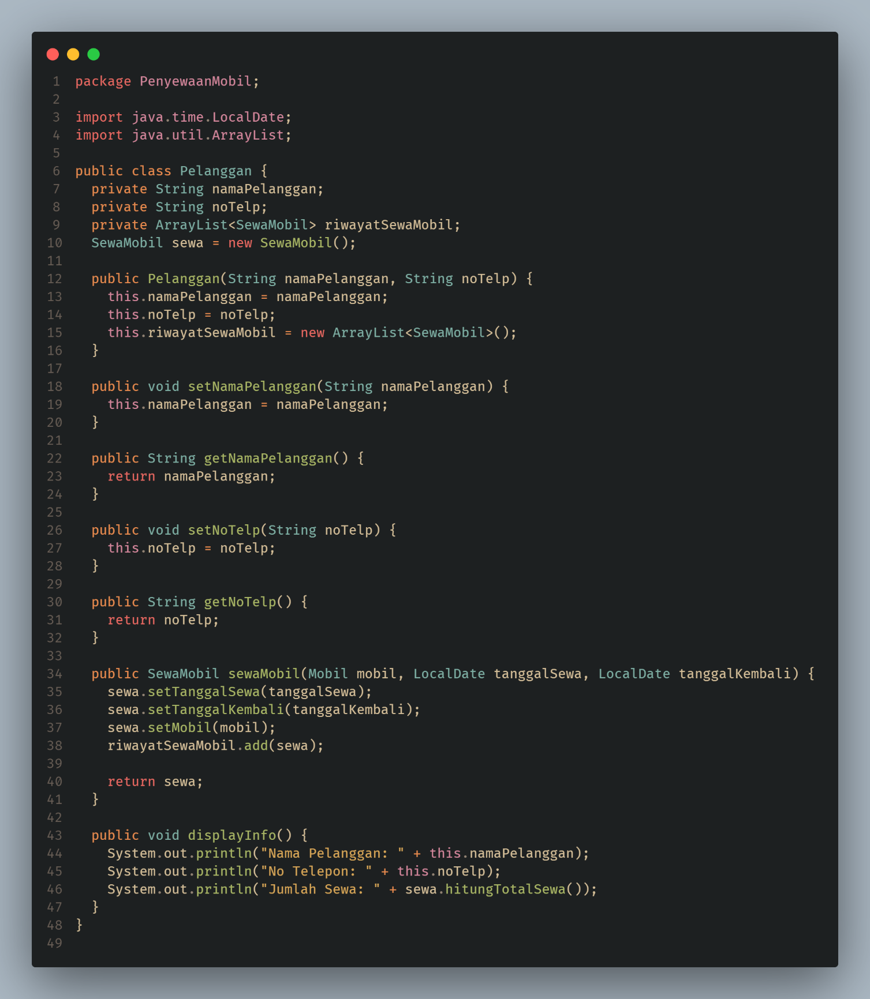 1 package PenyewaanMobil;
2
3 import java.time.LocalDate;
4 import java.util.ArrayList;
5
6 public class Pelanggan {
7   private String namaPelanggan;
8   private String noTelp;
9   private ArrayList<SewaMobil> riwayatSewaMobil;
10   SewaMobil sewa = new SewaMobil();
11
12   public Pelanggan(String namaPelanggan, String noTelp) {
13     this.namaPelanggan = namaPelanggan;
14     this.noTelp = noTelp;
15     this.riwayatSewaMobil = new ArrayList<SewaMobil>();
16   }
17
18   public void setNamaPelanggan(String namaPelanggan) {
19     this.namaPelanggan = namaPelanggan;
20   }
21
22   public String getNamaPelanggan() {
23     return namaPelanggan;
24   }
25
26   public void setNoTelp(String noTelp) {
27     this.noTelp = noTelp;
28   }
29
30   public String getNoTelp() {
31     return noTelp;
32   }
33
34   public SewaMobil sewaMobil(Mobil mobil, LocalDate tanggalSewa, LocalDate tanggalKembali) {
35     sewa.setTanggalSewa(tanggalSewa);
36     sewa.setTanggalKembali(tanggalKembali);
37     sewa.setMobil(mobil);
38     riwayatSewaMobil.add(sewa);
39
40     return sewa;
41   }
42
43   public void displayInfo() {
44     System.out.println("Nama Pelanggan: " + this.namaPelanggan);
45     System.out.println("No Telepon: " + this.noTelp);
46     System.out.println("Jumlah Sewa: " + sewa.hitungTotalSewa());
47   }
48 }
49